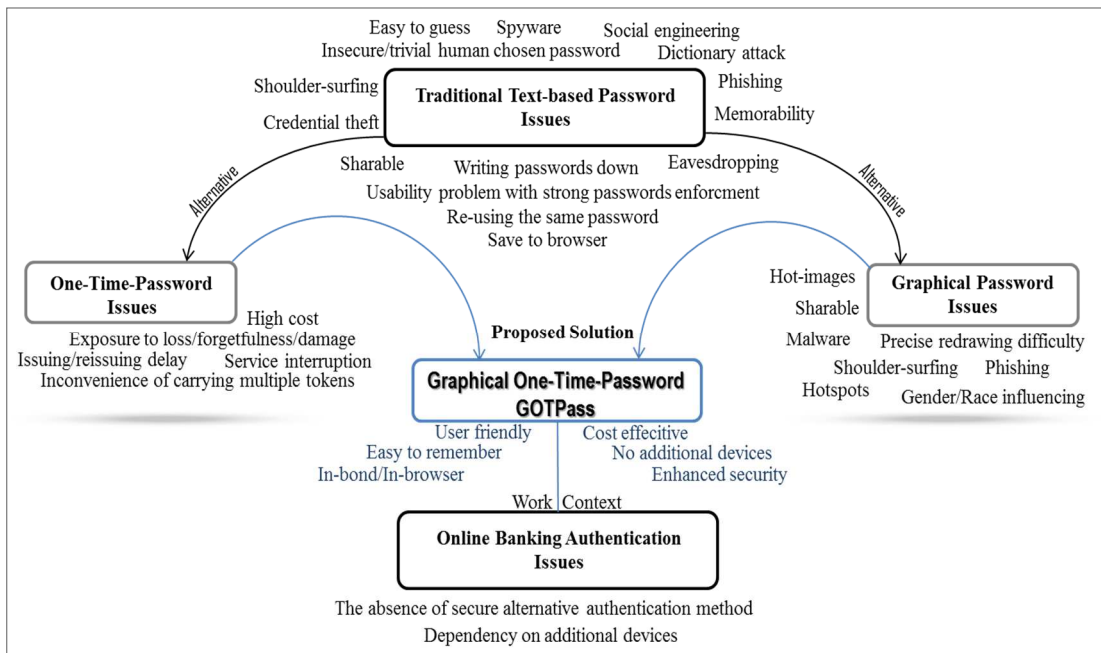 Easy to guess Spyware Social engineering
Insecure/trivial human chosen password Dictionary attack
Shoulder-surfing
Credential theft
Traditional Text-based Password
Issues
Phishing
Memorability
Sharable Writing passwords down Eavesdropping
Usability problem with strong passwords enforcment
Re-using the same password
Save to browser
Alternative
Alternative
One-Time-Password
Issues
High cost
Exposure to loss/forgetfulness/damage
Issuing/reissuing delay Service interruption
Inconvenience of carrying multiple tokens
Graphical Password
Issues
Hot-images
Sharable
Malware Precise redrawing difficulty
Shoulder-surfing Phishing
Hotspots Gender/Race influencing
Proposed Solution
Graphical One-Time-Password
GOTPass
User friendly Cost effecitive
Easy to remember No additional devices
In-bond/In-browser Enhanced security
Work Context
Online Banking Authentication
Issues
The absence of secure alternative authentication method
Dependency on additional devices